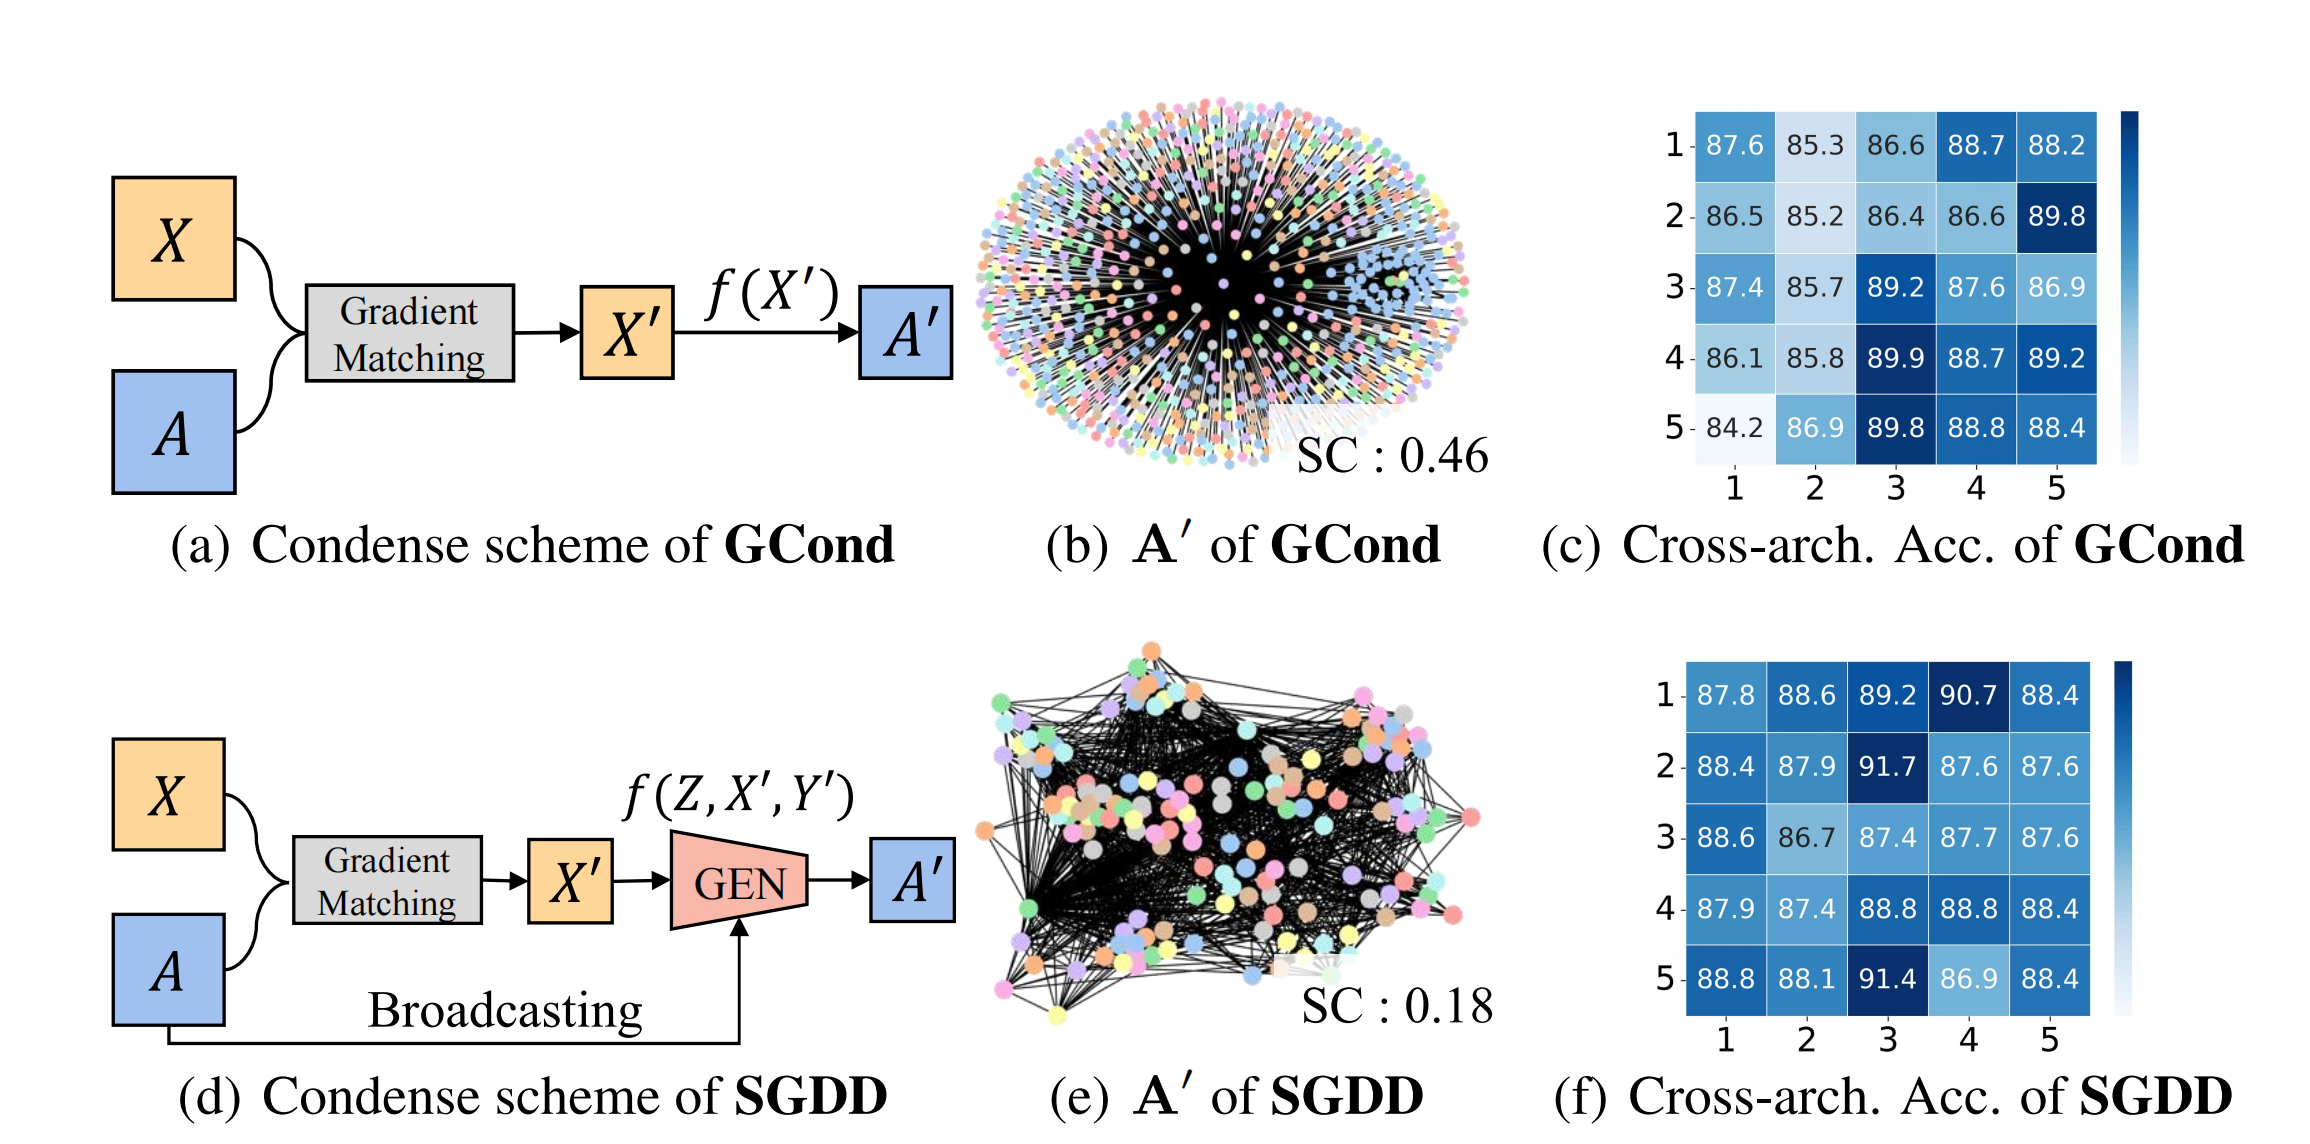 X
A
Gradient
Matching
X′
f(X′)
A′
SC : 0.46
1 87.6 85.3 86.6 88.7 88.2
2 86.5 85.2 86.4 86.6 89.8
3 87.4 85.7 89.2 87.6 86.9
4 86.1 85.8 89.9 88.7 89.2
5 84.2 86.9 89.8 88.8 88.4
1 2 3 4 5
(a) Condense scheme of GCond
(b) A′ of GCond
(c) Cross-arch. Acc. of GCond
X
A
Gradient
Matching
X′
f(Z, X′, Y′)
GEN
A′
Broadcasting
SC : 0.18
1 87.8 88.6 89.2 90.7 88.4
2 88.4 87.9 91.7 87.6 87.6
3 88.6 86.7 87.4 87.7 87.6
4 87.9 87.4 88.8 88.8 88.4
5 88.8 88.1 91.4 86.9 88.4
1 2 3 4 5
(d) Condense scheme of SGDD
(e) A′ of SGDD
(f) Cross-arch. Acc. of SGDD